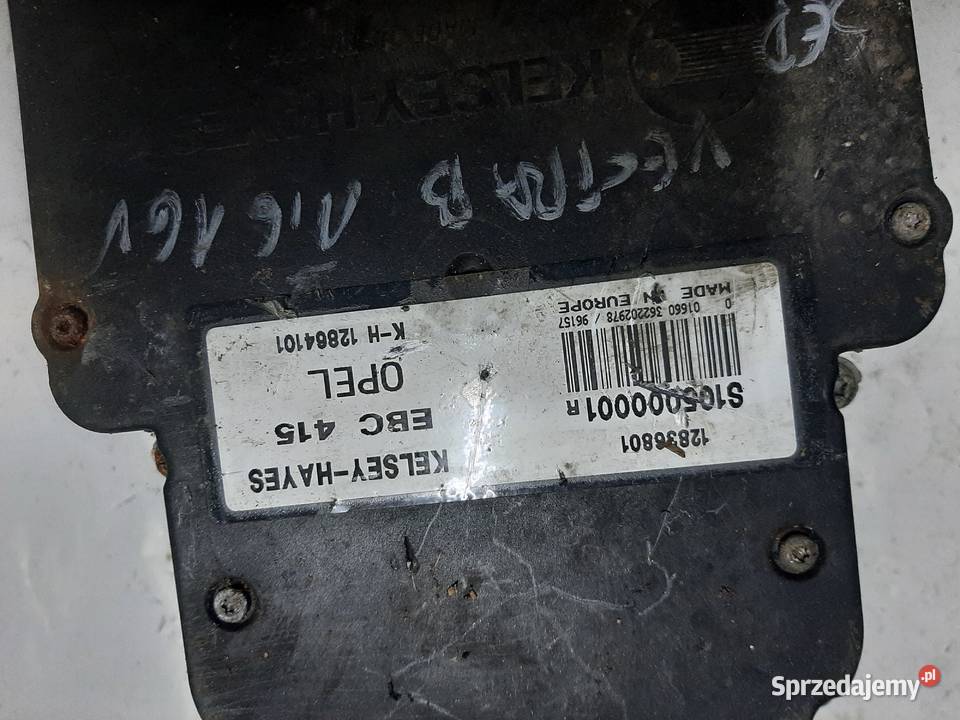 KELSEY-H
VECTRA B 1.6 16V
12836801
S105000001 R
01660 362202978 / 96157
0
MADE IN EUROPE
KELSEY-HAYES
EBC 415
OPEL
K-H 12864101
Sprzedajemy.pl